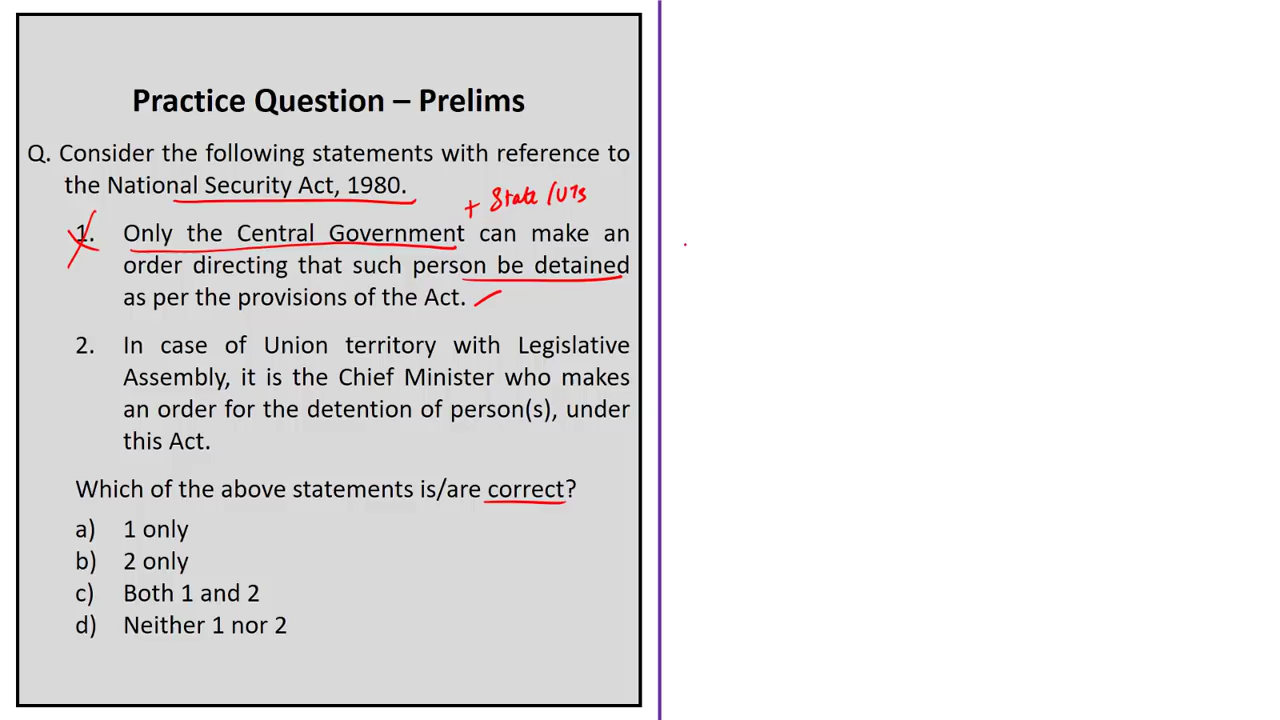 Practice Question – Prelims
Q. Consider the following statements with reference to
the National Security Act, 1980.
+ State /UTs
1. Only the Central Government can make an
order directing that such person be detained
as per the provisions of the Act.
2. In case of Union territory with Legislative
Assembly, it is the Chief Minister who makes
an order for the detention of person(s), under
this Act.
Which of the above statements is/are correct?
a) 1 only
b) 2 only
c) Both 1 and 2
d) Neither 1 nor 2